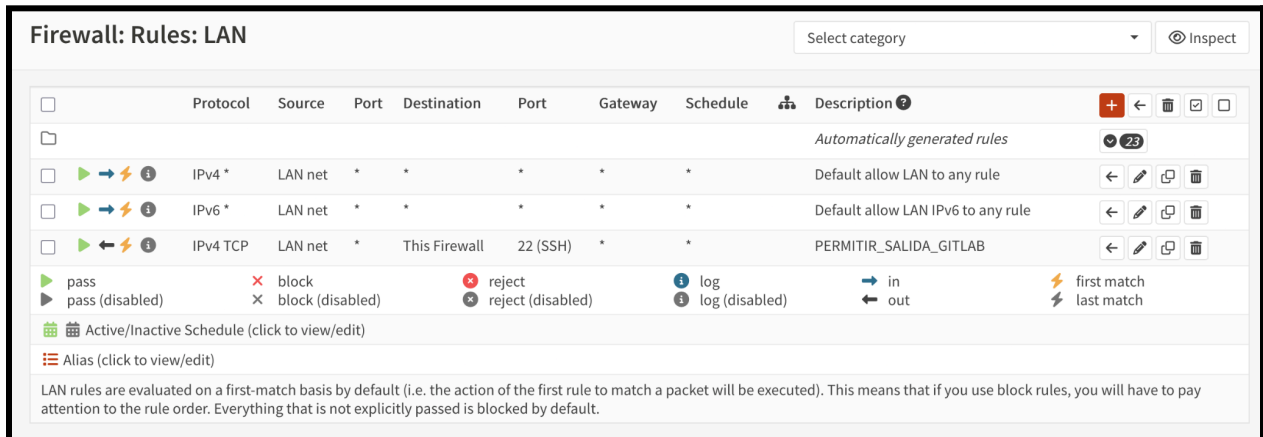 Firewall: Rules: LAN
Select category
Inspect
Protocol Source Port Destination Port Gateway Schedule Description
Automatically generated rules 23
IPv4 * LAN net * * * * * Default allow LAN to any rule
IPv6 * LAN net * * * * * Default allow LAN IPv6 to any rule
IPv4 TCP LAN net * This Firewall 22 (SSH) * * PERMITIR_SALIDA_GITLAB
pass block reject log in first match
pass (disabled) block (disabled) reject (disabled) log (disabled) out last match
Active/Inactive Schedule (click to view/edit)
Alias (click to view/edit)
LAN rules are evaluated on a first-match basis by default (i.e. the action of the first rule to match a packet will be executed). This means that if you use block rules, you will have to pay
attention to the rule order. Everything that is not explicitly passed is blocked by default.